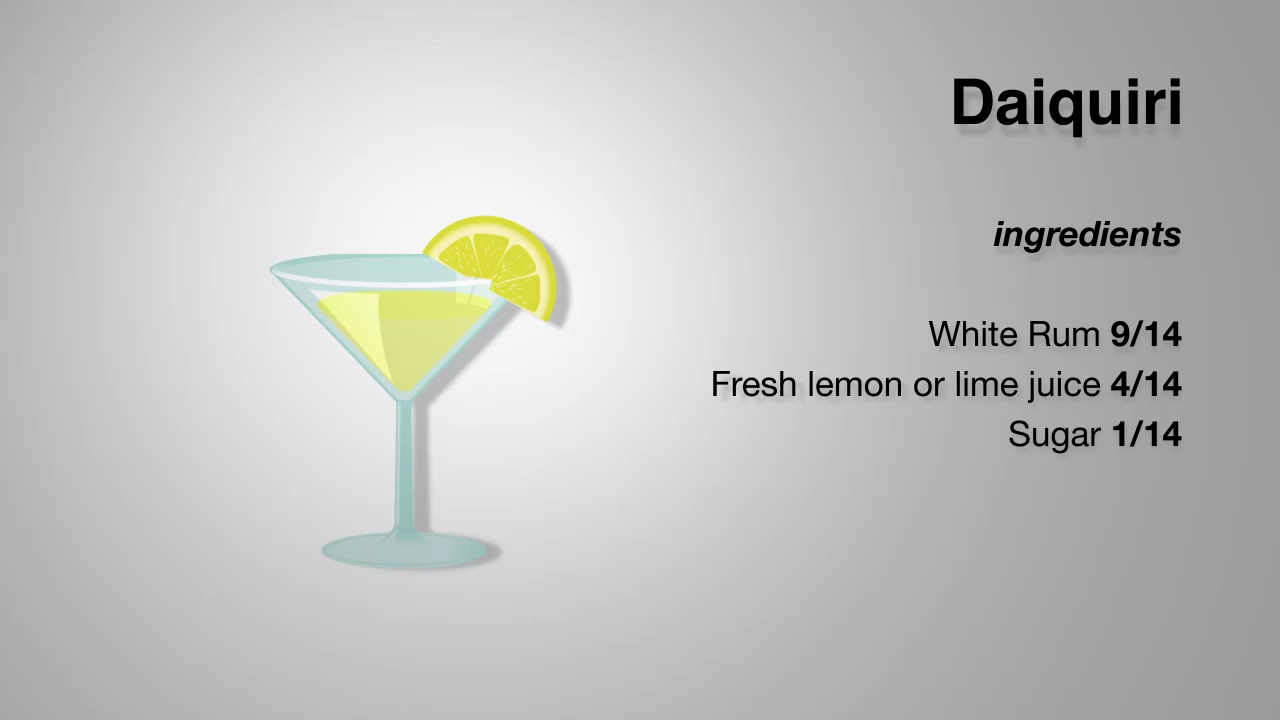 Daiquiri
ingredients
White Rum 9/14
Fresh lemon or lime juice 4/14
Sugar 1/14